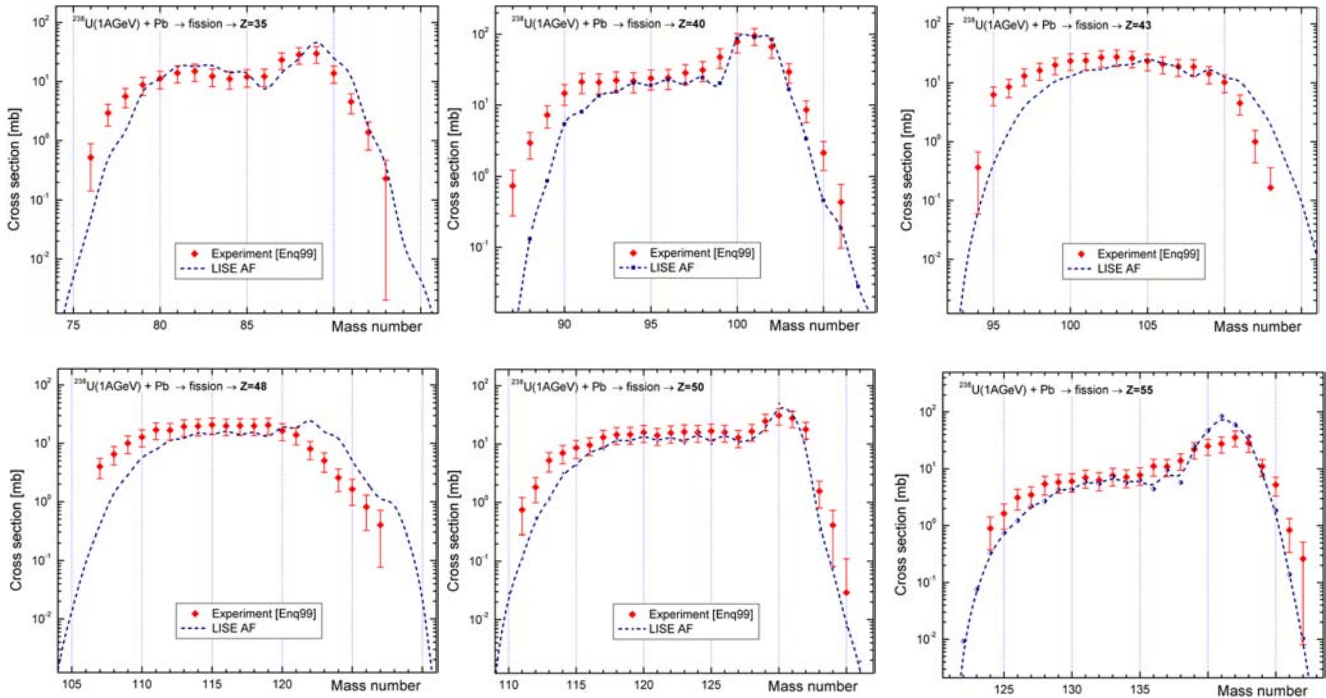 ²³⁸U(1AGeV) + Pb → fission → Z=35
Cross section [mb]
10²
10¹
10⁰
10⁻¹
10⁻²
Experiment [Enq99]
LISE AF
75 80 85 90 Mass number
²³⁸U(1AGeV) + Pb → fission → Z=40
Cross section [mb]
10²
10¹
10⁰
10⁻¹
Experiment [Enq99]
LISE AF
90 95 100 Mass number
²³⁸U(1AGeV) + Pb → fission → Z=43
Cross section [mb]
10²
10¹
10⁰
10⁻¹
10⁻²
Experiment [Enq99]
LISE AF
95 100 105 Mass number
²³⁸U(1AGeV) + Pb → fission → Z=48
Cross section [mb]
10²
10¹
10⁰
10⁻¹
10⁻²
Experiment [Enq99]
LISE AF
105 110 115 120 Mass number
²³⁸U(1AGeV) + Pb → fission → Z=50
Cross section [mb]
10²
10¹
10⁰
10⁻¹
10⁻²
Experiment [Enq99]
LISE AF
110 115 120 125 Mass number
²³⁸U(1AGeV) + Pb → fission → Z=55
Cross section [mb]
10²
10¹
10⁰
10⁻¹
10⁻²
Experiment [Enq99]
LISE AF
125 130 135 Mass number